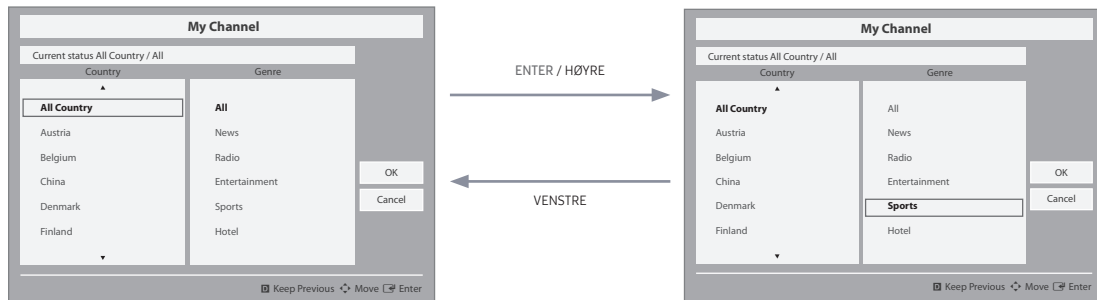 My Channel
Current status All Country / All
Country Genre
All Country All
Austria News
Belgium Radio
China Entertainment
Denmark Sports
Finland Hotel
OK
Cancel
Keep Previous Move Enter
ENTER / HØYRE
VENSTRE
My Channel
Current status All Country / All
Country Genre
All Country All
Austria News
Belgium Radio
China Entertainment
Denmark Sports
Finland Hotel
OK
Cancel
Keep Previous Move Enter